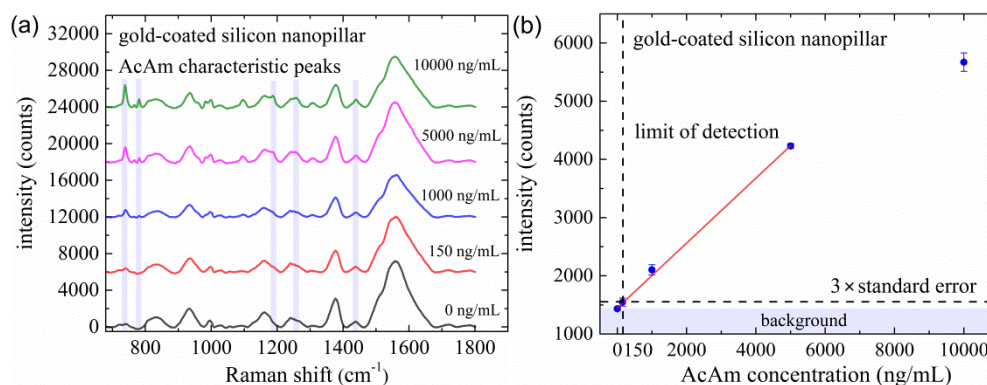 (a)
gold-coated silicon nanopillar
AcAm characteristic peaks
10000 ng/mL
5000 ng/mL
1000 ng/mL
150 ng/mL
0 ng/mL
32000
28000
24000
20000
16000
12000
8000
4000
0
intensity (counts)
800
1000
1200
1400
1600
1800
Raman shift (cm⁻¹)
(b)
gold-coated silicon nanopillar
limit of detection
3 × standard error
background
6000
5000
4000
3000
2000
1000
intensity (counts)
0
150
2000
4000
6000
8000
10000
AcAm concentration (ng/mL)